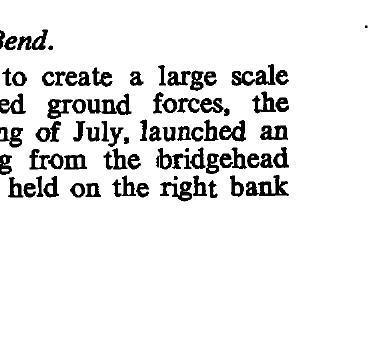 Bend.
to create a large scale
ed ground forces, the
ng of July, launched an
g from the bridgehead
held on the right bank